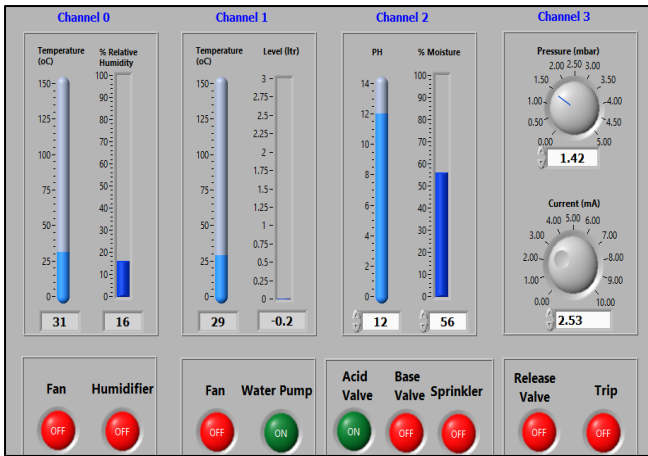 Channel 0
Channel 1
Channel 2
Channel 3
Temperature
(oC)
% Relative
Humidity
150-
125-
100-
75-
50-
25-
0-
100-
90-
80-
70-
60-
50-
40-
30-
20-
10-
0-
31
16
Temperature
(oC)
Level (ltr)
150-
125-
100-
75-
50-
25-
0-
3-
2.75-
2.5-
2.25-
2-
1.75-
1.5-
1.25-
1-
0.75-
0.5-
0.25-
0-
29
-0.2
PH
% Moisture
14-
12-
10-
8-
6-
4-
2-
0-
100-
90-
80-
70-
60-
50-
40-
30-
20-
10-
0-
12
56
Pressure (mbar)
2.00 2.50 3.00
1.50 3.50
1.00 4.00
0.50 4.50
0.00 5.00
1.42
Current (mA)
4.00 5.00 6.00
3.00 7.00
2.00 8.00
1.00 9.00
0.00 10.00
2.53
Fan
Humidifier
OFF
OFF
Fan
Water Pump
OFF
ON
Acid
Valve
Base
Valve
Sprinkler
ON
OFF
OFF
Release
Valve
Trip
OFF
OFF